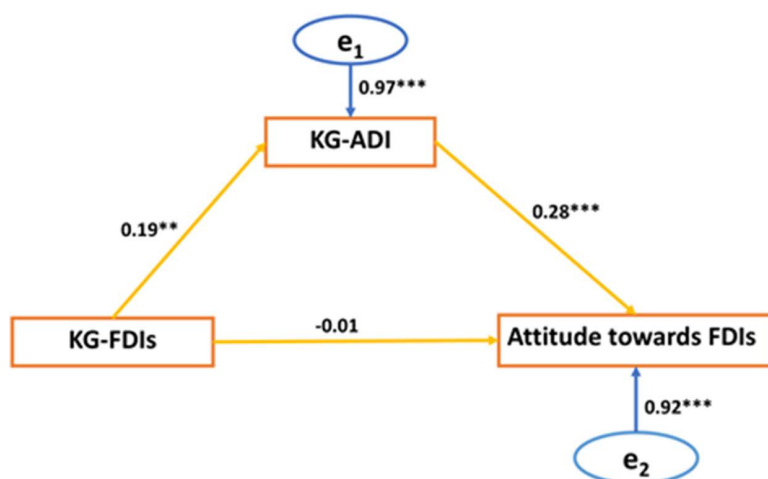 e1
0.97***
KG-ADI
0.19**
0.28***
KG-FDIs
-0.01
Attitude towards FDIs
0.92***
e2